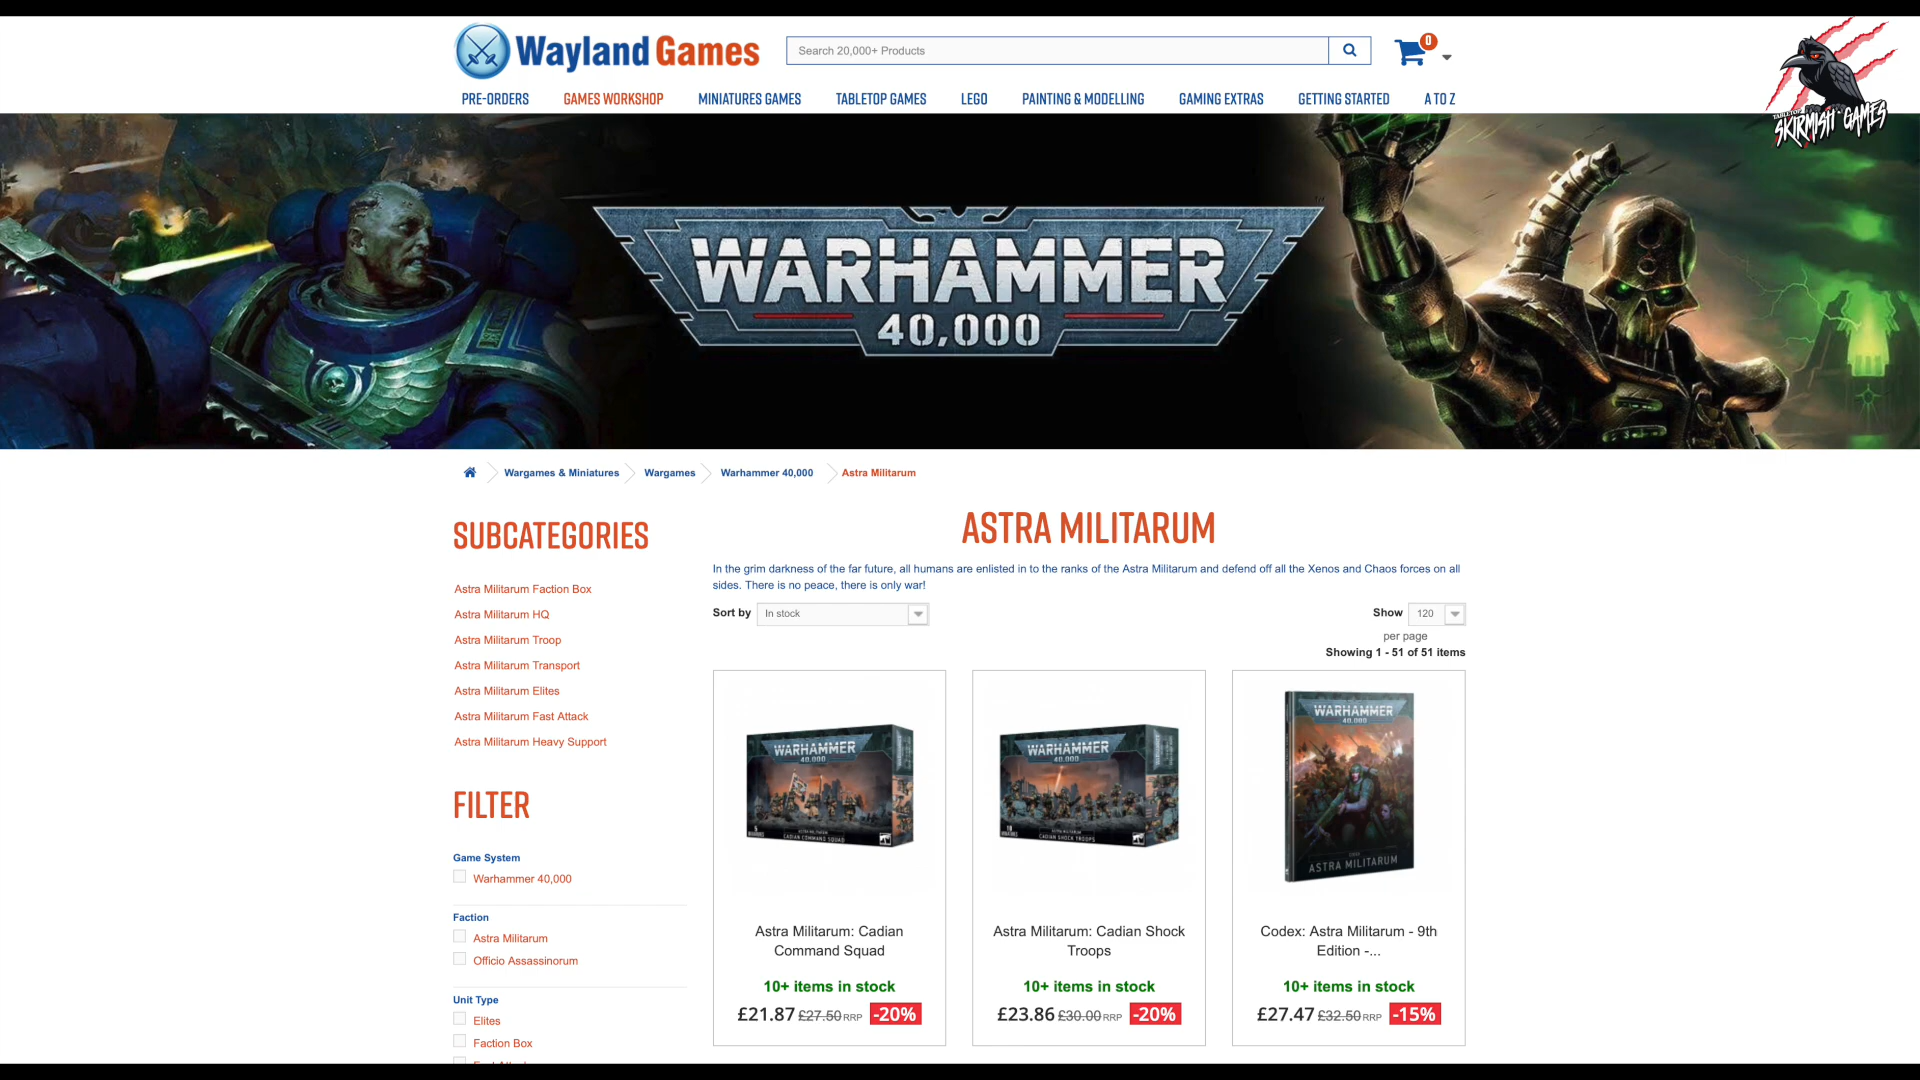 Wayland Games
Search 20,000+ Products
0
TABLETOP
SKIRMISH GAMES
PRE-ORDERS
GAMES WORKSHOP
MINIATURES GAMES
TABLETOP GAMES
LEGO
PAINTING & MODELLING
GAMING EXTRAS
GETTING STARTED
A TO Z
WARHAMMER
40,000
Wargames & Miniatures
Wargames
Warhammer 40,000
Astra Militarum
SUBCATEGORIES
Astra Militarum Faction Box
Astra Militarum HQ
Astra Militarum Troop
Astra Militarum Transport
Astra Militarum Elites
Astra Militarum Fast Attack
Astra Militarum Heavy Support
FILTER
Game System
Warhammer 40,000
Faction
Astra Militarum
Officio Assassinorum
Unit Type
Elites
Faction Box
ASTRA MILITARUM
In the grim darkness of the far future, all humans are enlisted in to the ranks of the Astra Militarum and defend off all the Xenos and Chaos forces on all
sides. There is no peace, there is only war!
Sort by In stock
Show 120
per page
Showing 1 - 51 of 51 items
WARHAMMER
40,000
ASTRA MILITARUM
CADIAN COMMAND SQUAD
Astra Militarum: Cadian
Command Squad
10+ items in stock
£21.87 £27.50 RRP -20%
WARHAMMER
40,000
ASTRA MILITARUM
CADIAN SHOCK TROOPS
Astra Militarum: Cadian Shock
Troops
10+ items in stock
£23.86 £30.00 RRP -20%
WARHAMMER
40,000
CODEX
ASTRA MILITARUM
Codex: Astra Militarum - 9th
Edition -...
10+ items in stock
£27.47 £32.50 RRP -15%